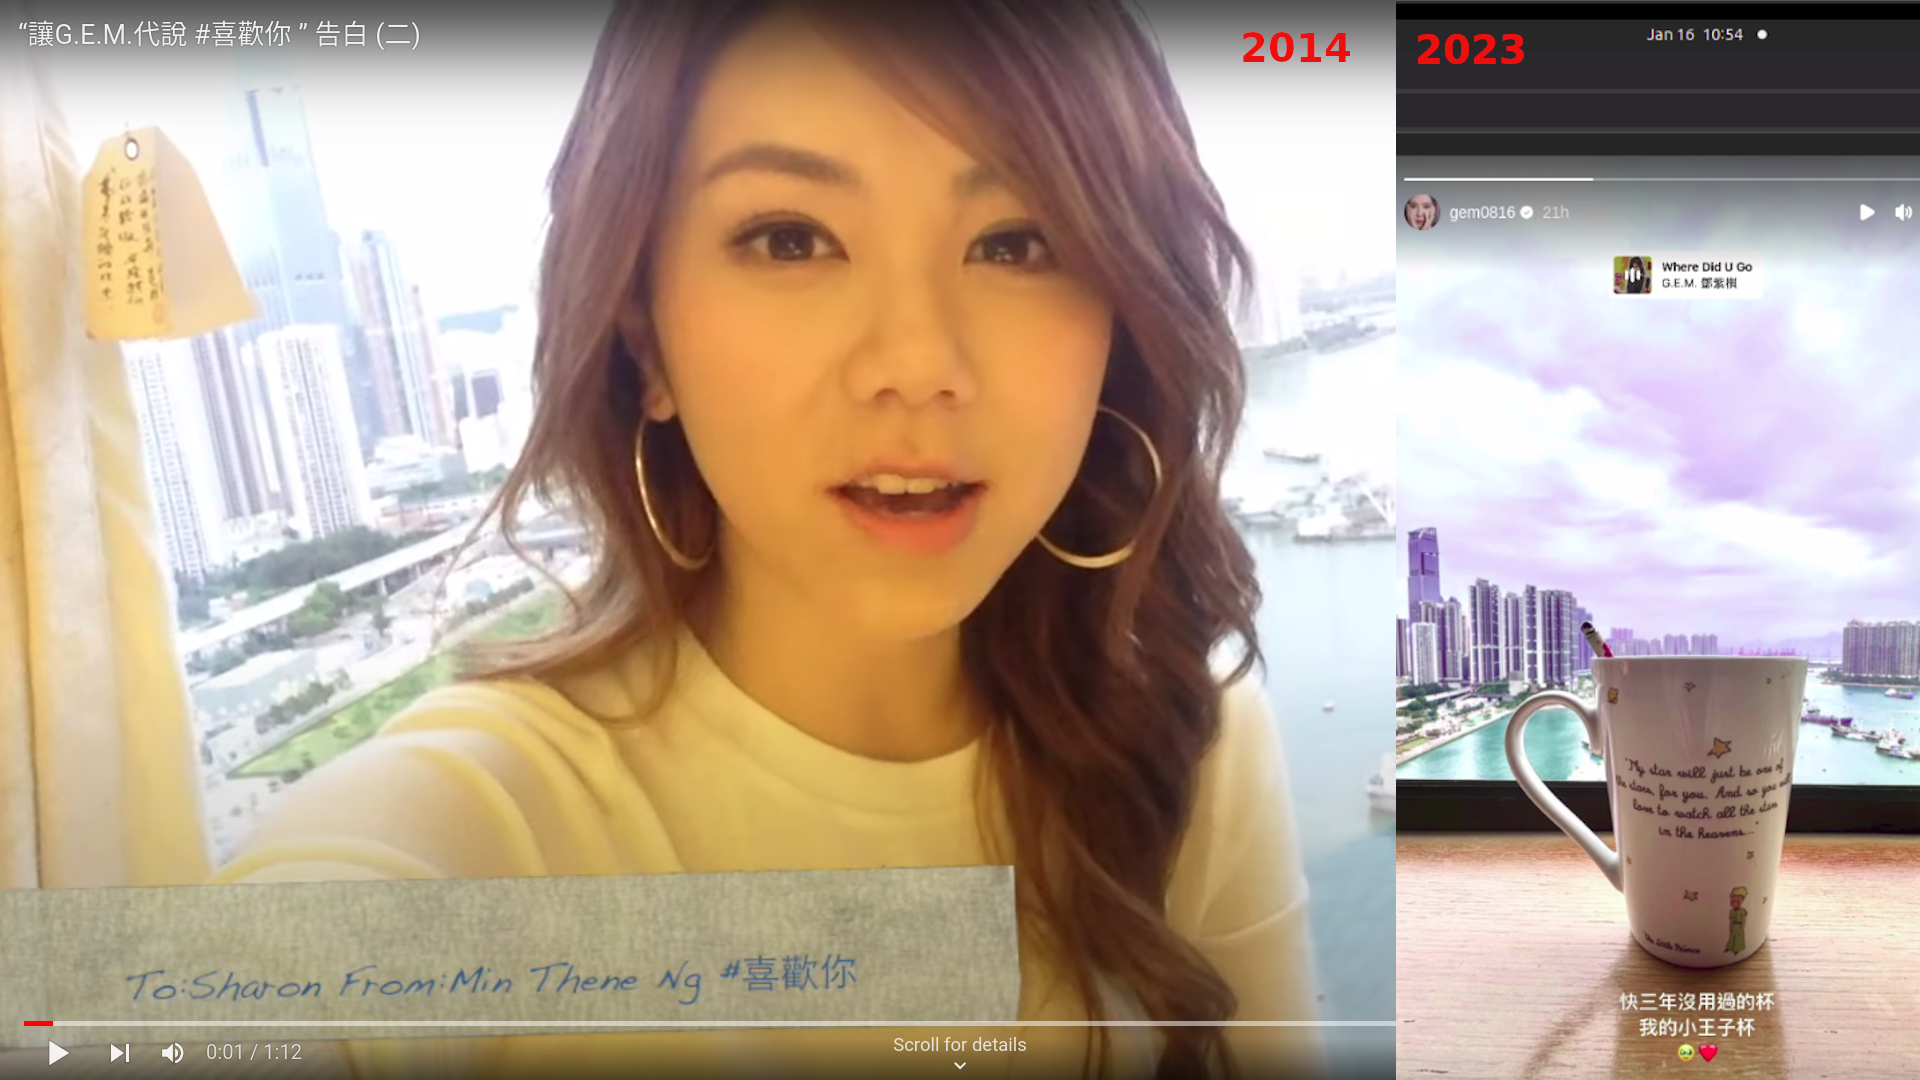 “讓G.E.M.代說 #喜歡你 ” 告白 (二)
2014
To:Sharon From:Min Thene Ng #喜歡你
0:01 / 1:12
Scroll for details
2023
Jan 16 10:54
gem0816 21h
Where Did U Go
G.E.M. 鄧紫棋
"My star will just be one of
the stars, for you. And so you will
love to watch all the stars
in the heavens..."
The Little Prince
快三年沒用過的杯
我的小王子杯